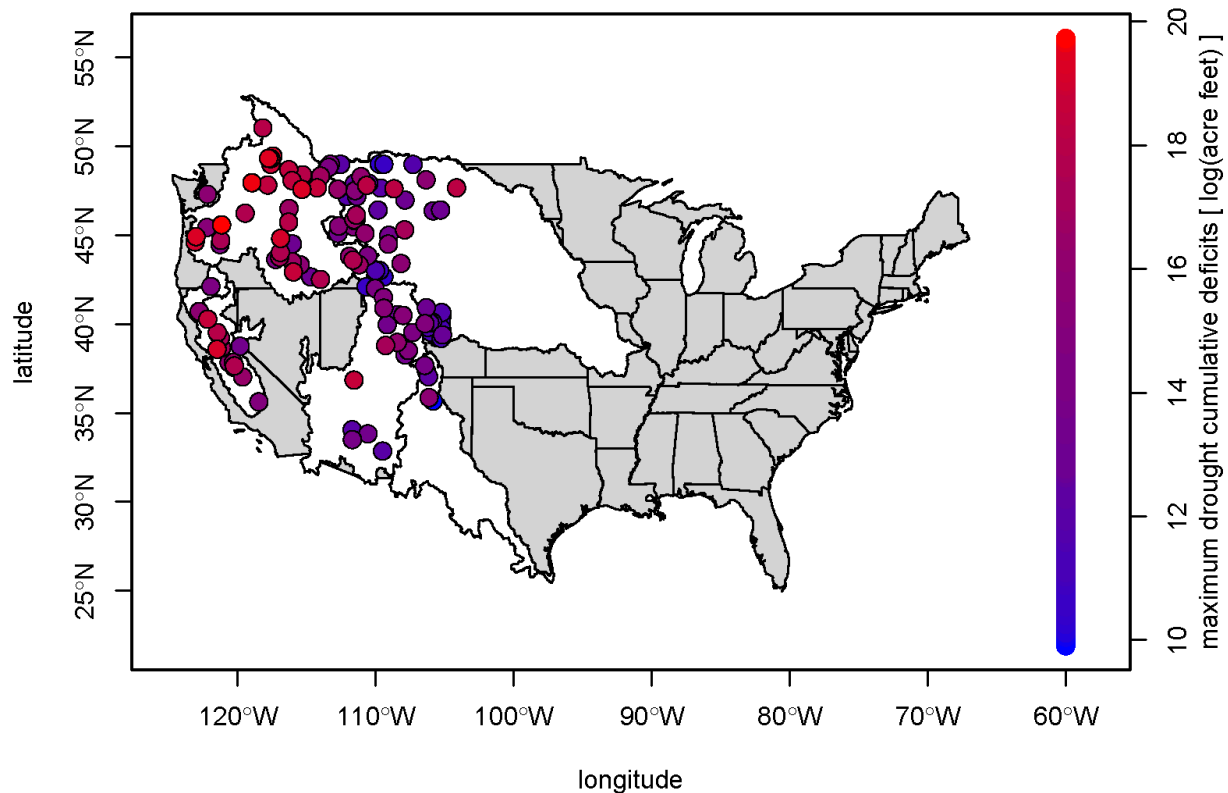 55°N
50°N
45°N
40°N
35°N
30°N
25°N
latitude
120°W
110°W
100°W
90°W
80°W
70°W
60°W
longitude
20
18
16
14
12
10
maximum drought cumulative deficits [ log(acre feet) ]